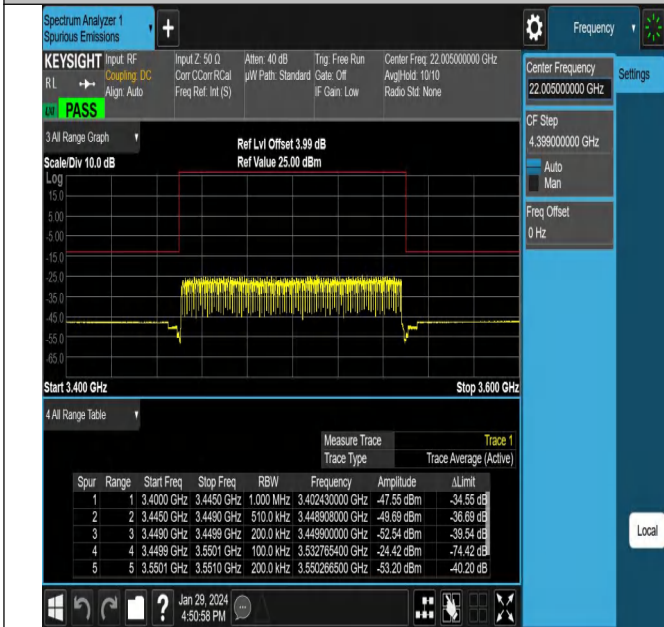 Spectrum Analyzer 1
Spurious Emissions
Frequency
KEYSIGHT Input: RF Input Z: 50 Ω Atten: 40 dB Trig: Free Run Center Freq: 22.005000000 GHz
RL Coupling: DC Corr CCorr RCal µW Path: Standard Gate: Off Avg|Hold: 10/10
Align: Auto Freq Ref: Int (S) IF Gain: Low Radio Std: None
LXI PASS
Center Frequency
22.005000000 GHz
Settings
CF Step
4.399000000 GHz
Auto
Man
Freq Offset
0 Hz
3 All Range Graph
Ref Lvl Offset 3.99 dB
Scale/Div 10.0 dB Ref Value 25.00 dBm
Log
15.0
5.00
-5.00
-15.0
-25.0
-35.0
-45.0
-55.0
-65.0
Start 3.400 GHz Stop 3.600 GHz
4 All Range Table
Measure Trace Trace 1
Trace Type Trace Average (Active)
Spur Range Start Freq Stop Freq RBW Frequency Amplitude ΔLimit
1 1 3.4000 GHz 3.4450 GHz 1.000 MHz 3.402430000 GHz -47.55 dBm -34.55 dB
2 2 3.4450 GHz 3.4490 GHz 510.0 kHz 3.448908000 GHz -49.69 dBm -36.69 dB
3 3 3.4490 GHz 3.4499 GHz 200.0 kHz 3.449900000 GHz -52.54 dBm -39.54 dB
4 4 3.4499 GHz 3.5501 GHz 100.0 kHz 3.532765400 GHz -24.42 dBm -74.42 dB
5 5 3.5501 GHz 3.5510 GHz 200.0 kHz 3.550266500 GHz -53.20 dBm -40.20 dB
Local
Jan 29, 2024
4:50:58 PM